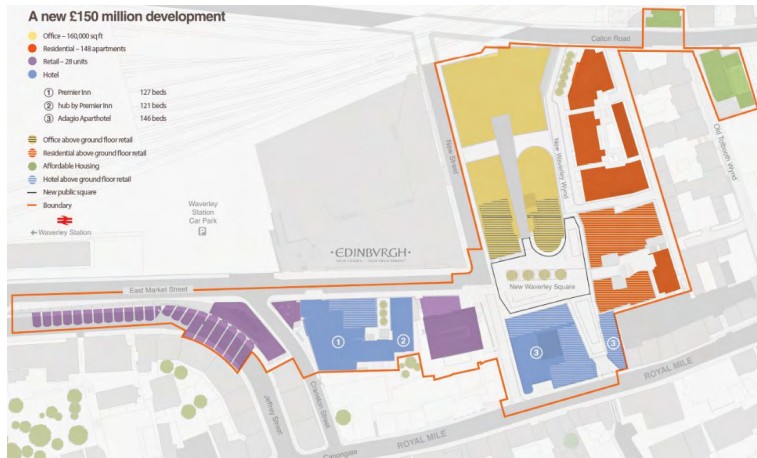 A new £150 million development
Office – 160,000 sq ft
Residential – 148 apartments
Retail – 28 units
Hotel
1 Premier Inn 127 beds
2 hub by Premier Inn 121 beds
3 Adagio Aparthotel 146 beds
Office above ground floor retail
Residential above ground floor retail
Affordable Housing
Hotel above ground floor retail
New public square
Boundary
Waverley Station
Waverley
Station
Car Park
P
EDINBVRGH
Calton Road
New Street
New Waverley Wynd
Old Tolbooth Wynd
New Waverley Square
East Market Street
1
2
3
3
Jeffrey Street
Cranston Street
Canongate
ROYAL MILE
ROYAL MILE